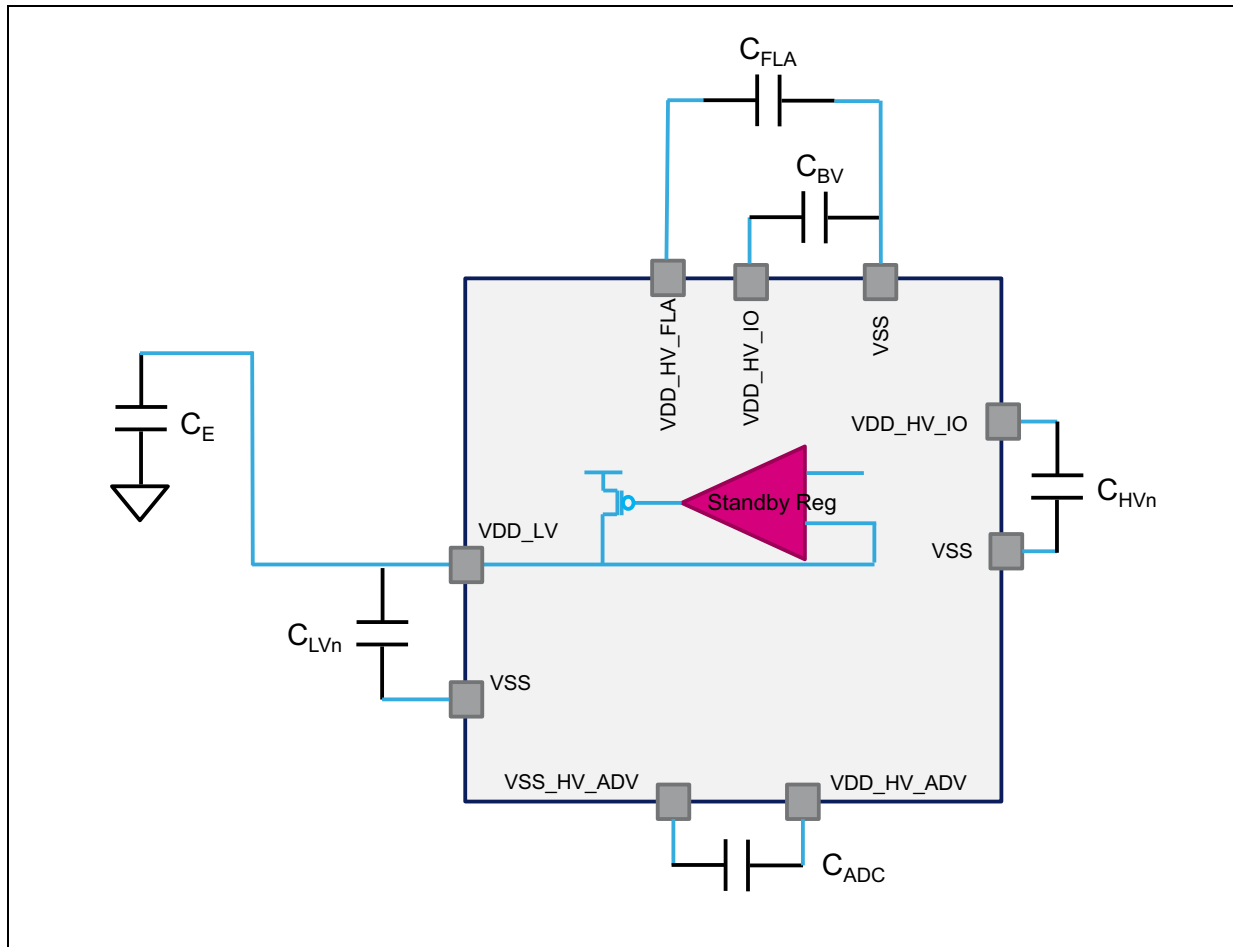 CFLA
CBV
VDD_HV_FLA
VDD_HV_IO
VSS
CE
VDD_HV_IO
CHVn
Standby Reg
VDD_LV
VSS
CLVn
VSS
VSS_HV_ADV
VDD_HV_ADV
CADC